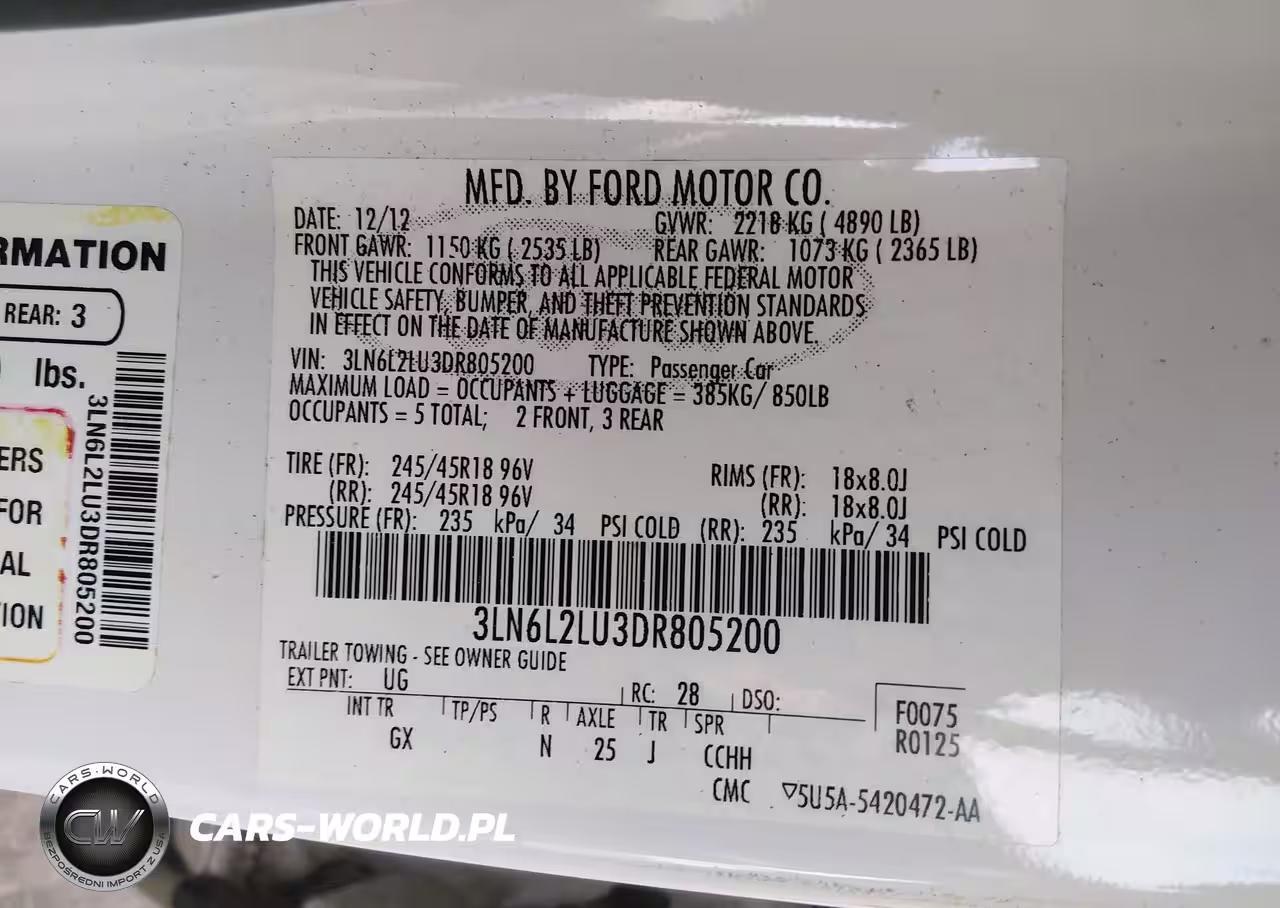 RMATION
REAR: 3
lbs.
ERS
FOR
AL
ION
3LN6L2LU3DR805200
MFD. BY FORD MOTOR CO.
DATE: 12/12 GVWR: 2218 KG ( 4890 LB)
FRONT GAWR: 1150 KG ( 2535 LB) REAR GAWR: 1073 KG ( 2365 LB)
THIS VEHICLE CONFORMS TO ALL APPLICABLE FEDERAL MOTOR
VEHICLE SAFETY, BUMPER, AND THEFT PREVENTION STANDARDS
IN EFFECT ON THE DATE OF MANUFACTURE SHOWN ABOVE.
VIN: 3LN6L2LU3DR805200 TYPE: Passenger Car
MAXIMUM LOAD = OCCUPANTS + LUGGAGE = 385KG/ 850LB
OCCUPANTS = 5 TOTAL; 2 FRONT, 3 REAR
TIRE (FR): 245/45R18 96V RIMS (FR): 18x8.0J
(RR): 245/45R18 96V (RR): 18x8.0J
PRESSURE (FR): 235 kPa/ 34 PSI COLD (RR): 235 kPa/ 34 PSI COLD
3LN6L2LU3DR805200
TRAILER TOWING - SEE OWNER GUIDE
EXT PNT: UG RC: 28 DSO:
INT TR TP/PS R AXLE TR SPR
GX N 25 J CCHH
F0075
R0125
CMC ▽5U5A-5420472-AA
CARS-WORLD
CW
BEZPOŚREDNI IMPORT Z USA
CARS-WORLD.PL